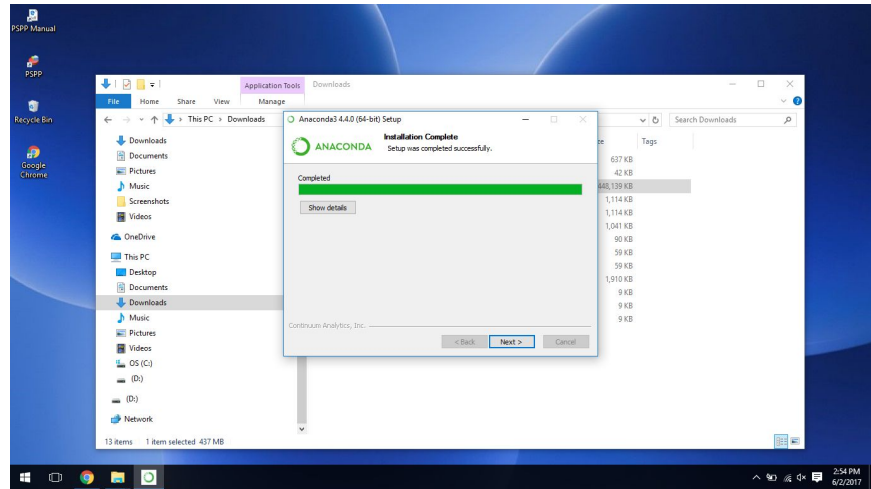 PSPP Manual
PSPP
Recycle Bin
Google
Chrome
Application Tools
Downloads
File
Home
Share
View
Manage
This PC > Downloads
Search Downloads
Downloads
Documents
Pictures
Music
Screenshots
Videos
OneDrive
This PC
Desktop
Documents
Downloads
Music
Pictures
Videos
OS (C:)
(D:)
(D:)
Network
13 items
1 item selected 437 MB
Anaconda3 4.4.0 (64-bit) Setup
ANACONDA
Installation Complete
Setup was completed successfully.
Completed
Show details
Continuum Analytics, Inc.
< Back
Next >
Cancel
Tags
637 KB
42 KB
448,139 KB
1,114 KB
1,114 KB
1,041 KB
90 KB
59 KB
59 KB
1,910 KB
9 KB
9 KB
9 KB
2:54 PM
6/2/2017